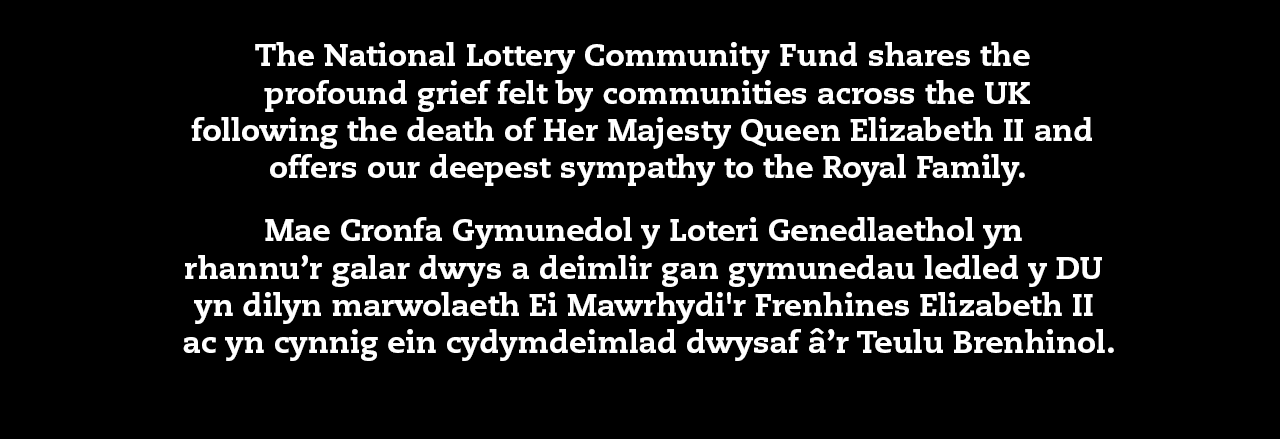 The National Lottery Community Fund shares the
profound grief felt by communities across the UK
following the death of Her Majesty Queen Elizabeth II and
offers our deepest sympathy to the Royal Family.
Mae Cronfa Gymunedol y Loteri Genedlaethol yn
rhannu’r galar dwys a deimlir gan gymunedau ledled y DU
yn dilyn marwolaeth Ei Mawrhydi'r Frenhines Elizabeth II
ac yn cynnig ein cydymdeimlad dwysaf â’r Teulu Brenhinol.